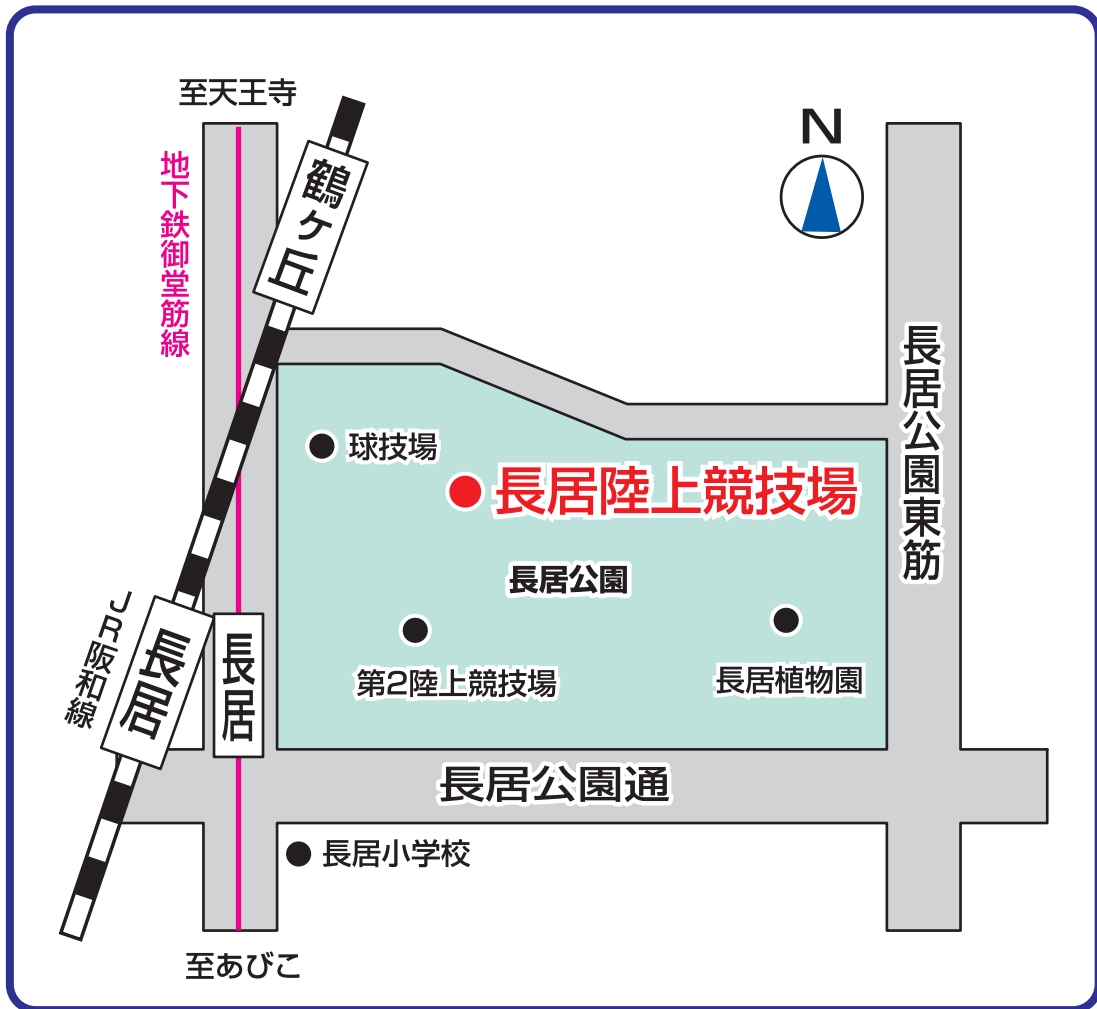 至天王寺
N
地下鉄御堂筋線
鶴ヶ丘
長居公園東筋
球技場
長居陸上競技場
長居公園
第2陸上競技場
長居植物園
JR阪和線
長居
長居
長居公園通
長居小学校
至あびこ